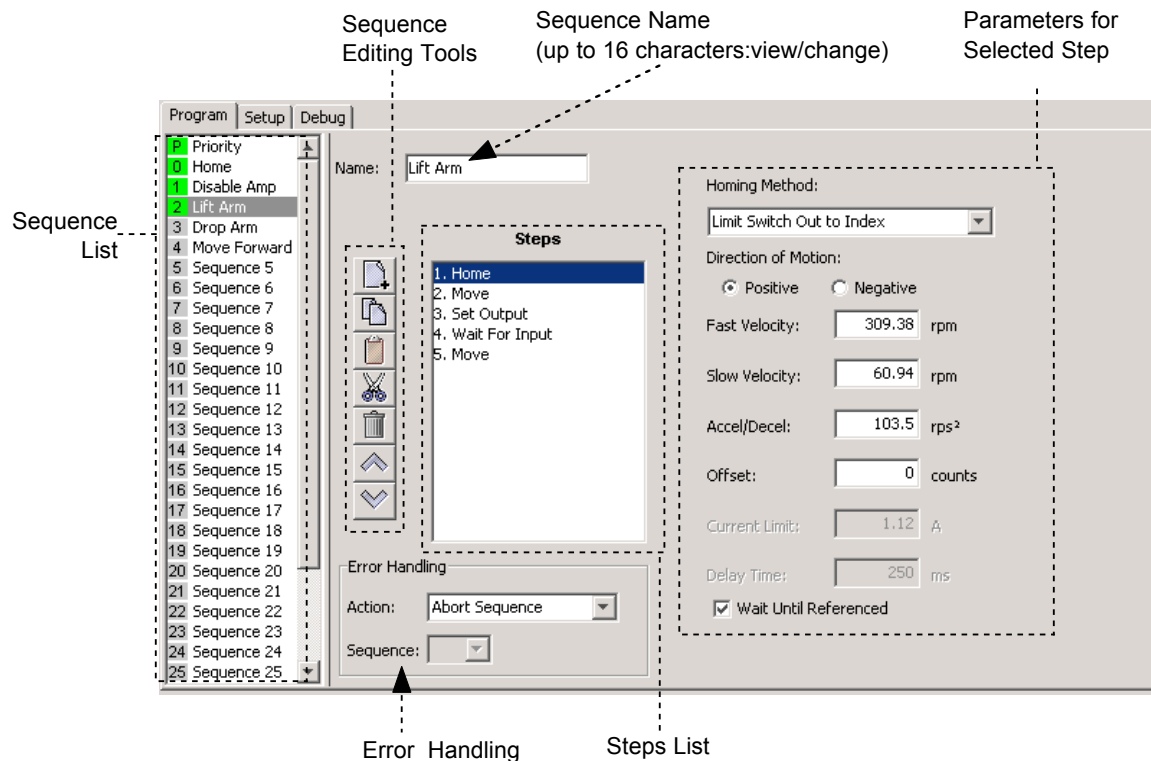 Sequence
Editing Tools
Sequence Name
(up to 16 characters:view/change)
Parameters for
Selected Step
Program
Setup
Debug
Sequence
List
P Priority
0 Home
1 Disable Amp
2 Lift Arm
3 Drop Arm
4 Move Forward
5 Sequence 5
6 Sequence 6
7 Sequence 7
8 Sequence 8
9 Sequence 9
10 Sequence 10
11 Sequence 11
12 Sequence 12
13 Sequence 13
14 Sequence 14
15 Sequence 15
16 Sequence 16
17 Sequence 17
18 Sequence 18
19 Sequence 19
20 Sequence 20
21 Sequence 21
22 Sequence 22
23 Sequence 23
24 Sequence 24
25 Sequence 25
Name: Lift Arm
Steps
1. Home
2. Move
3. Set Output
4. Wait For Input
5. Move
Error Handling
Action: Abort Sequence
Sequence:
Homing Method:
Limit Switch Out to Index
Direction of Motion:
Positive Negative
Fast Velocity: 309.38 rpm
Slow Velocity: 60.94 rpm
Accel/Decel: 103.5 rps²
Offset: 0 counts
Current Limit: 1.12 A
Delay Time: 250 ms
Wait Until Referenced
Error Handling
Steps List